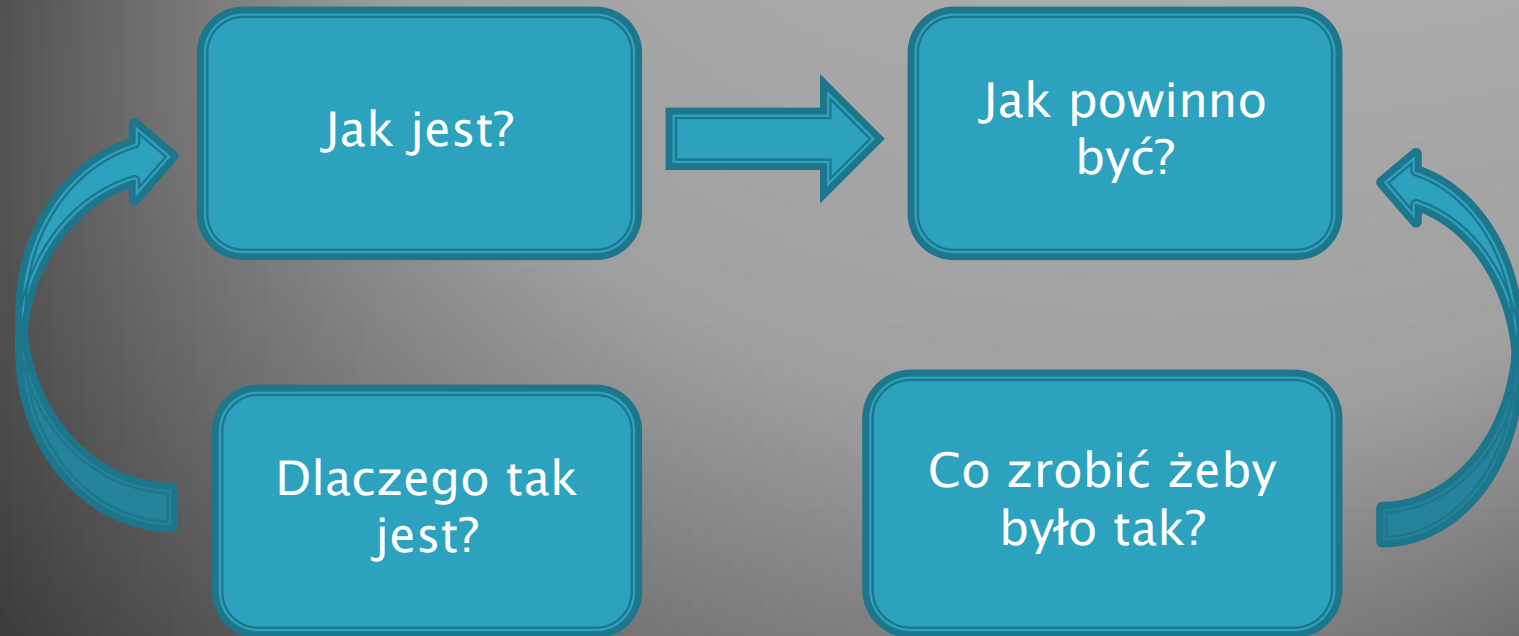 Jak jest?
Jak powinno
być?
Dlaczego tak
jest?
Co zrobić żeby
było tak?